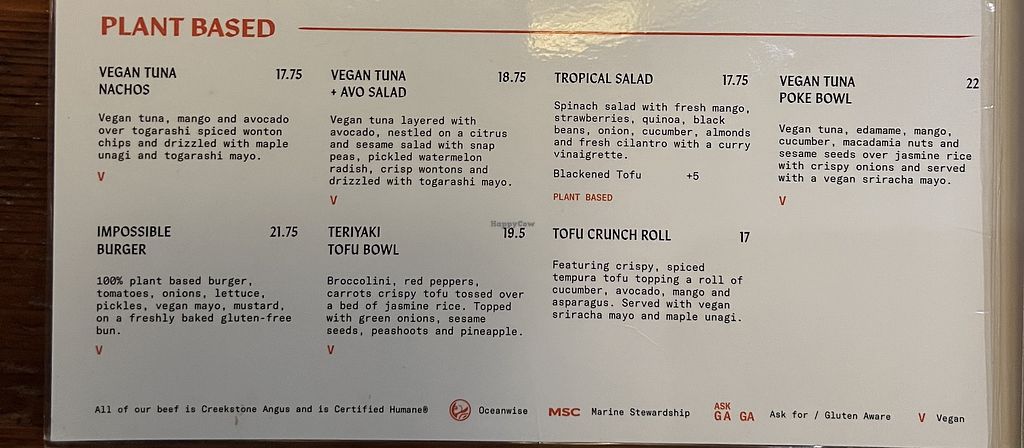 PLANT BASED
VEGAN TUNA 17.75
NACHOS
Vegan tuna, mango and avocado
over togarashi spiced wonton
chips and drizzled with maple
unagi and togarashi mayo.
V
VEGAN TUNA 18.75
+ AVO SALAD
Vegan tuna layered with
avocado, nestled on a citrus
and sesame salad with snap
peas, pickled watermelon
radish, crisp wontons and
drizzled with togarashi mayo.
V
TROPICAL SALAD 17.75
Spinach salad with fresh mango,
strawberries, quinoa, black
beans, onion, cucumber, almonds
and fresh cilantro with a curry
vinaigrette.
Blackened Tofu +5
PLANT BASED
VEGAN TUNA 22
POKE BOWL
Vegan tuna, edamame, mango,
cucumber, macadamia nuts and
sesame seeds over jasmine rice
with crispy onions and served
with a vegan sriracha mayo.
V
IMPOSSIBLE 21.75
BURGER
100% plant based burger,
tomatoes, onions, lettuce,
pickles, vegan mayo, mustard,
on a freshly baked gluten-free
bun.
V
HappyCow
TERIYAKI 19.5
TOFU BOWL
Broccolini, red peppers,
carrots crispy tofu tossed over
a bed of jasmine rice. Topped
with green onions, sesame
seeds, peashoots and pineapple.
V
TOFU CRUNCH ROLL 17
Featuring crispy, spiced
tempura tofu topping a roll of
cucumber, avocado, mango and
asparagus. Served with vegan
sriracha mayo and maple unagi.
All of our beef is Creekstone Angus and is Certified Humane® Oceanwise MSC Marine Stewardship ASK GA GA Ask for / Gluten Aware V Vegan